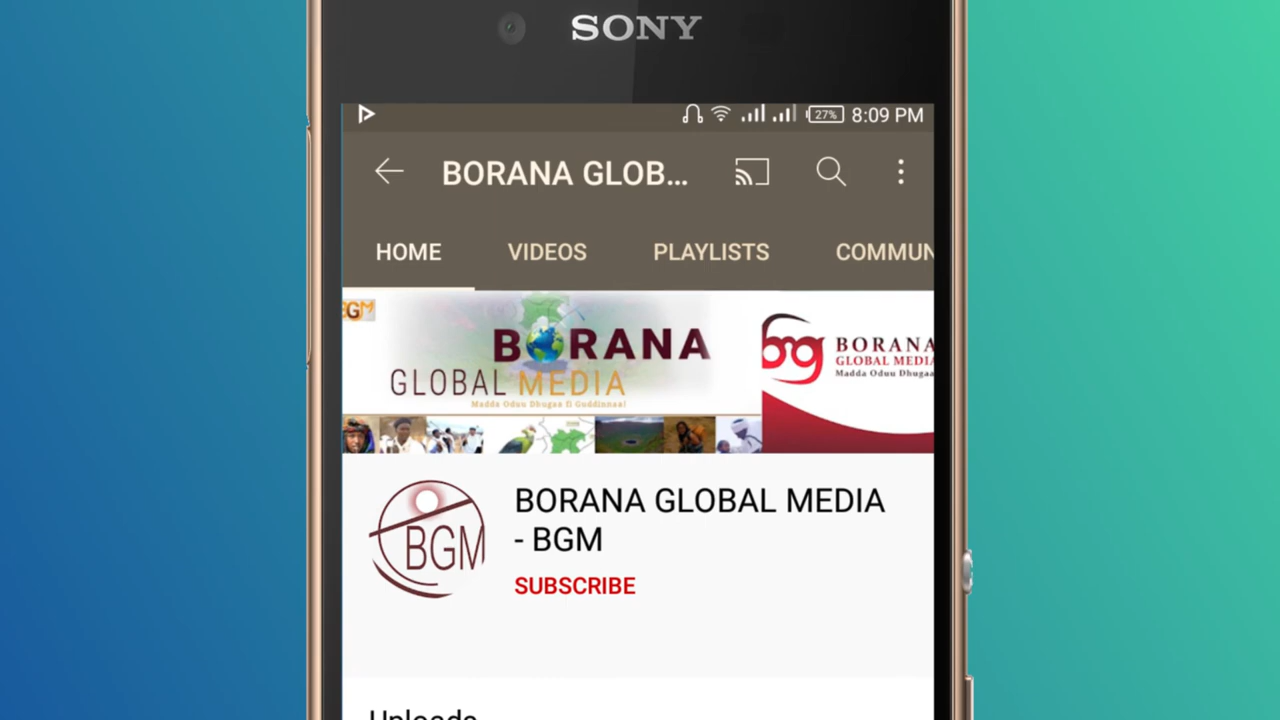 SONY
27% 8:09 PM
BORANA GLOB...
HOME VIDEOS PLAYLISTS COMMUN
BGM
BORANA
GLOBAL MEDIA
Madda Oduu Dhugaa fi Guddinnaa!
bg BORANA
GLOBAL MEDIA
Madda Oduu Dhugaa
BGM
BORANA GLOBAL MEDIA
- BGM
SUBSCRIBE
Uploads